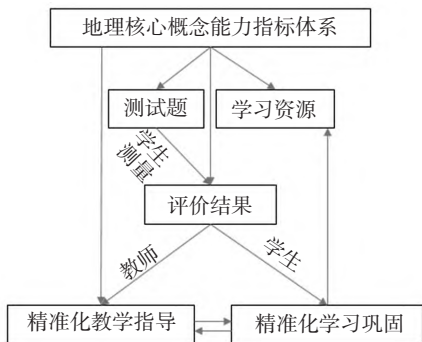 地理核心概念能力指标体系
测试题
学习资源
学生
测量
评价结果
教师
学生
精准化教学指导
精准化学习巩固